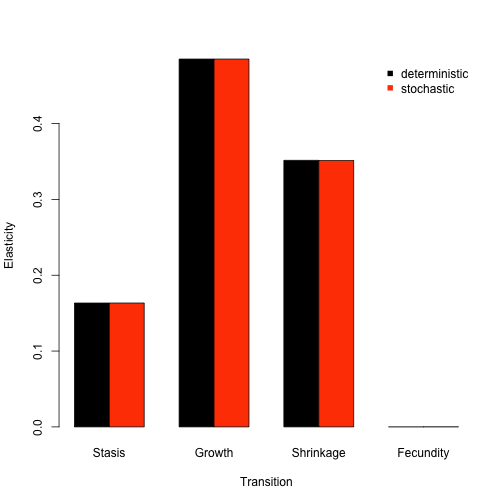 deterministic
stochastic
0.4
0.3
0.2
0.1
0.0
Elasticity
Stasis Growth Shrinkage Fecundity
Transition